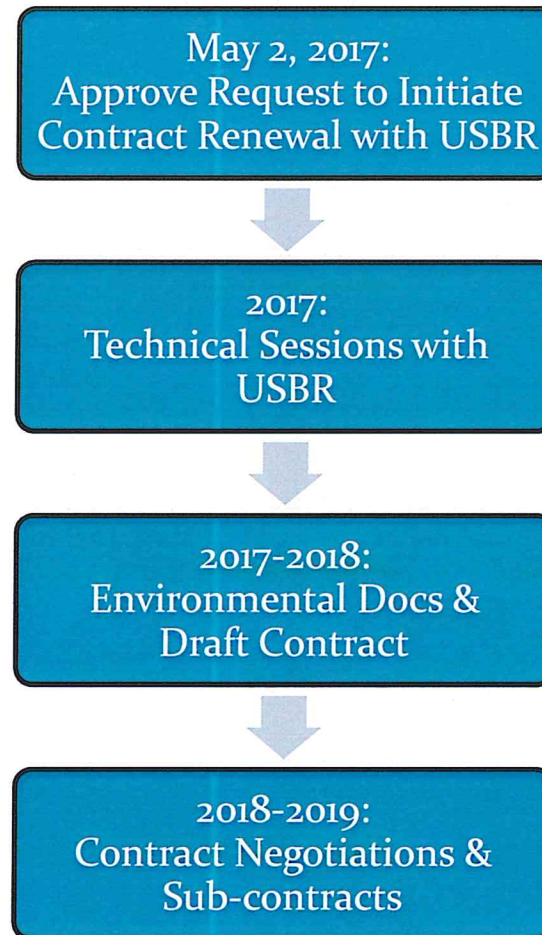 May 2, 2017:
Approve Request to Initiate
Contract Renewal with USBR
2017:
Technical Sessions with
USBR
2017-2018:
Environmental Docs &
Draft Contract
2018-2019:
Contract Negotiations &
Sub-contracts